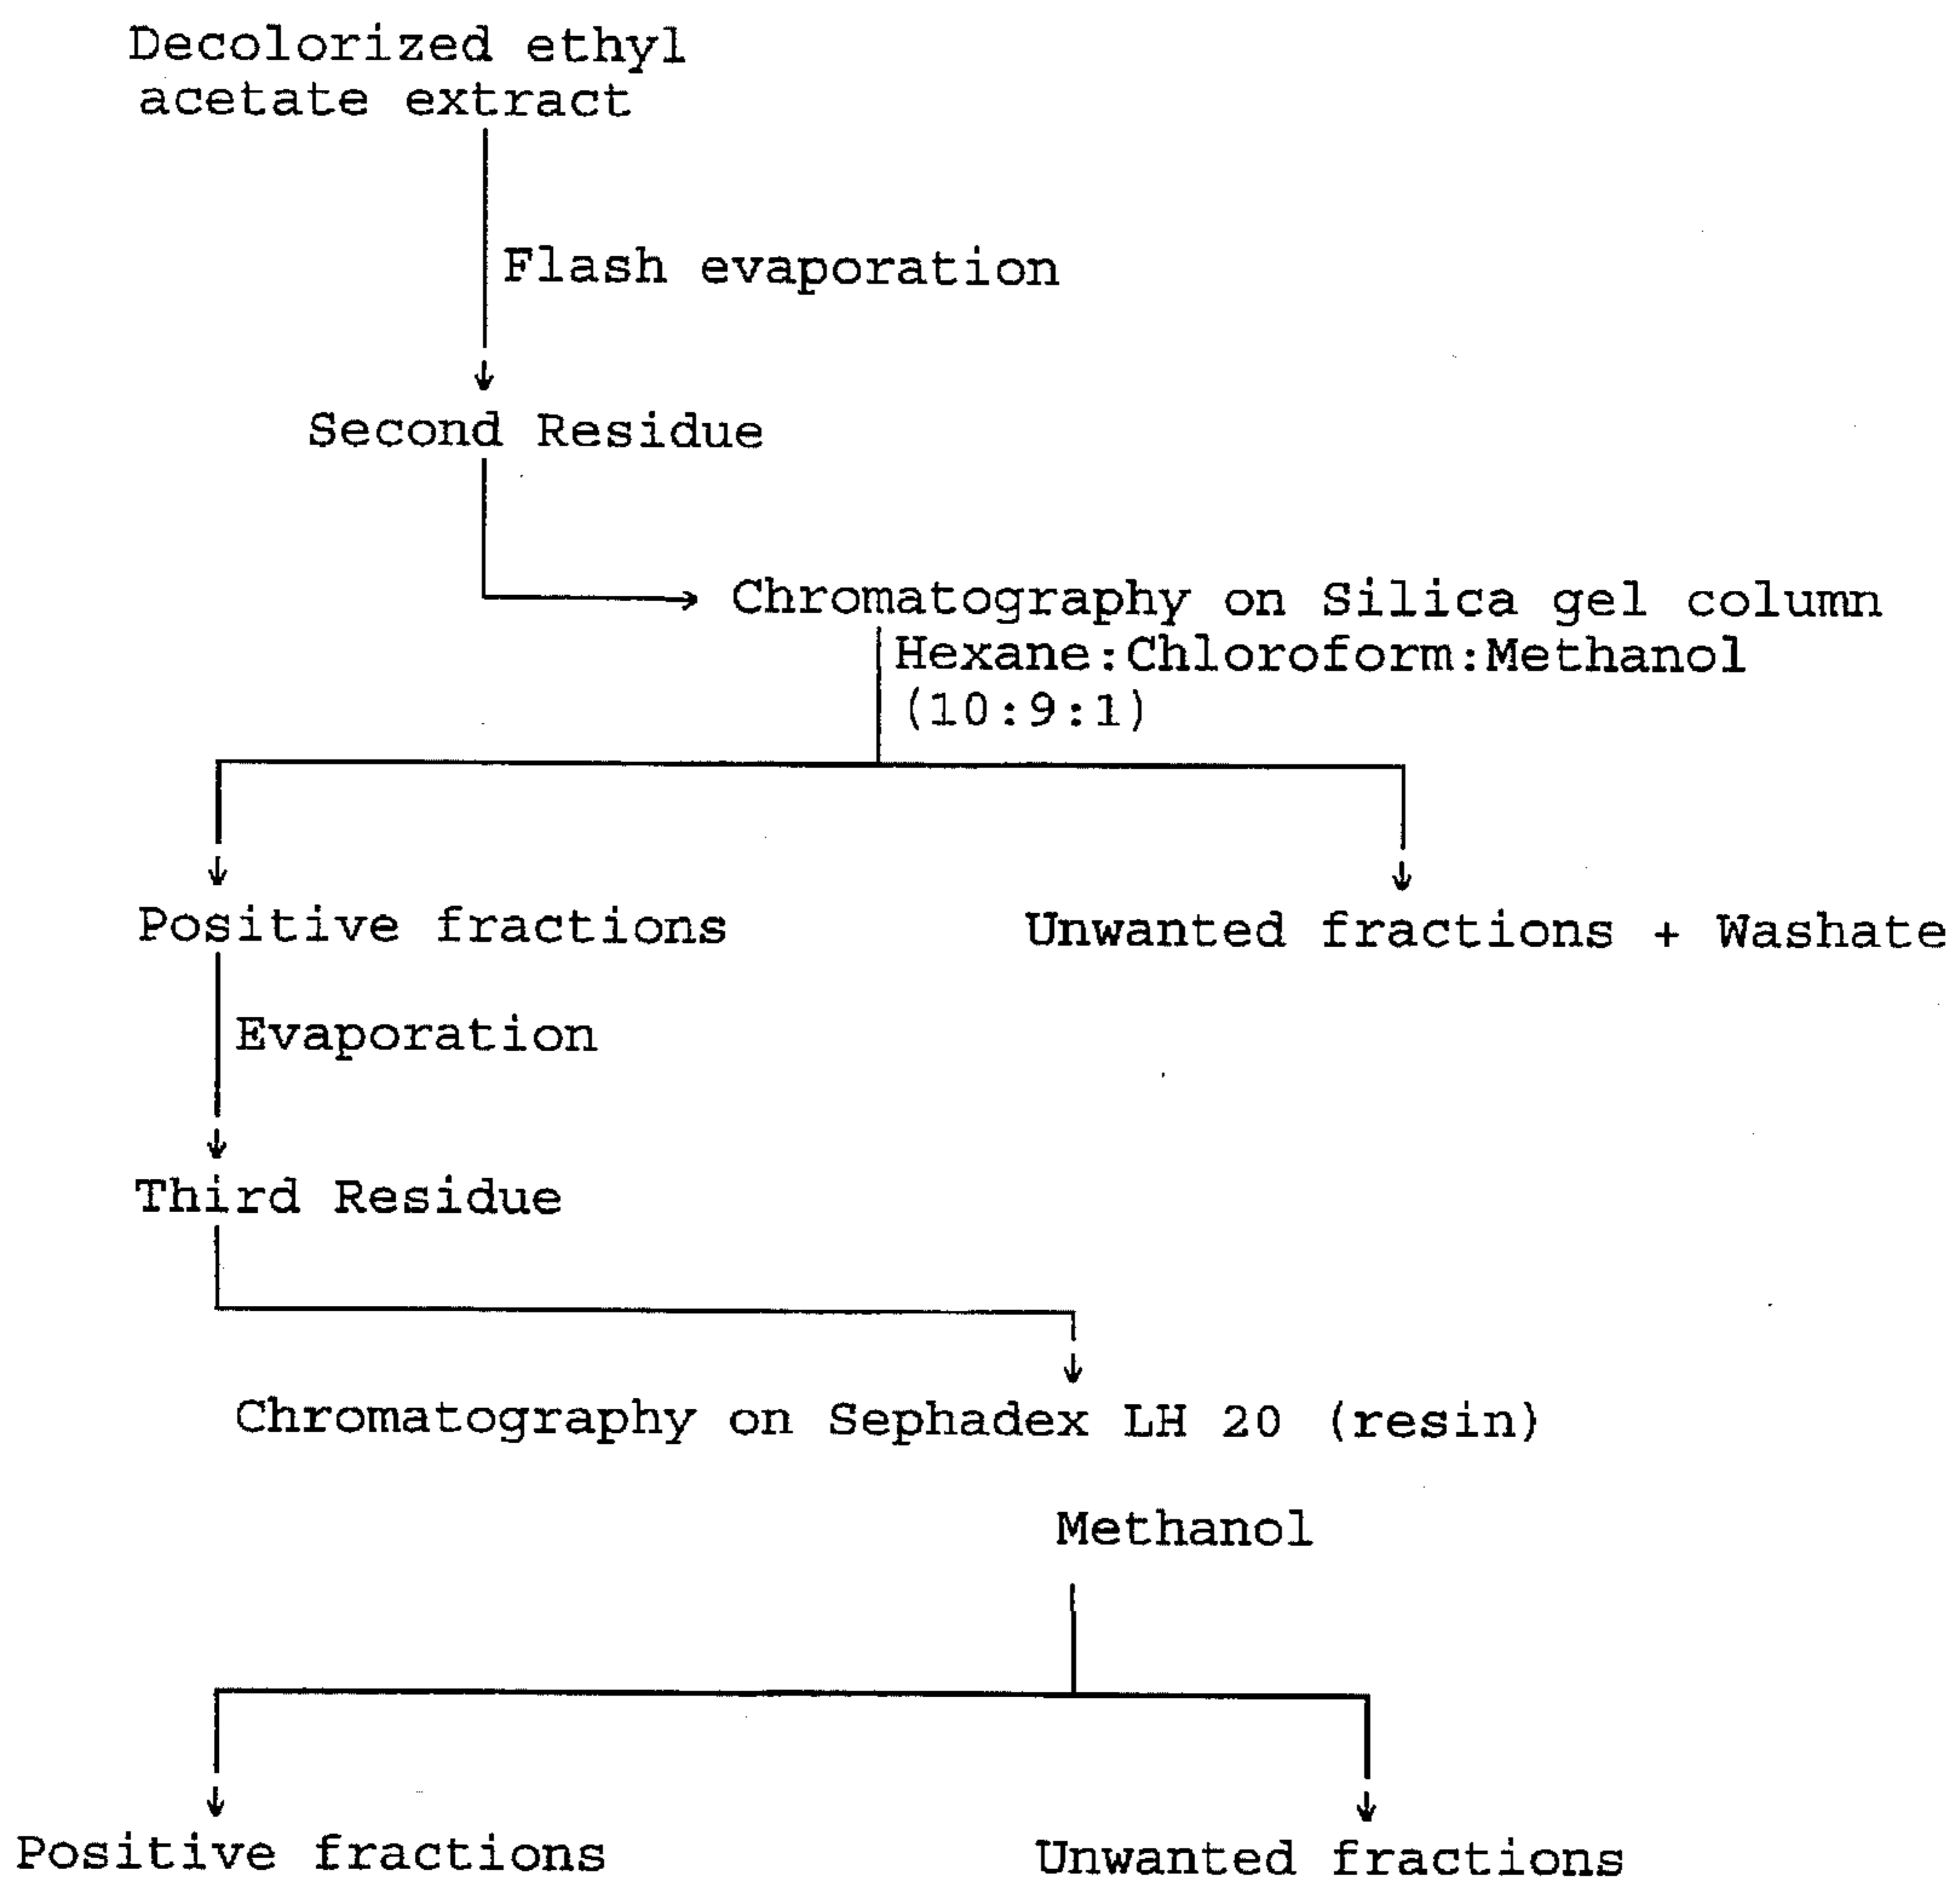 Decolorized ethyl
acetate extract
Flash evaporation
Second Residue
Chromatography on Silica gel column
Hexane:Chloroform:Methanol
(10:9:1)
Positive fractions
Unwanted fractions + Washate
Evaporation
Third Residue
Chromatography on Sephadex LH 20 (resin)
Methanol
Positive fractions
Unwanted fractions